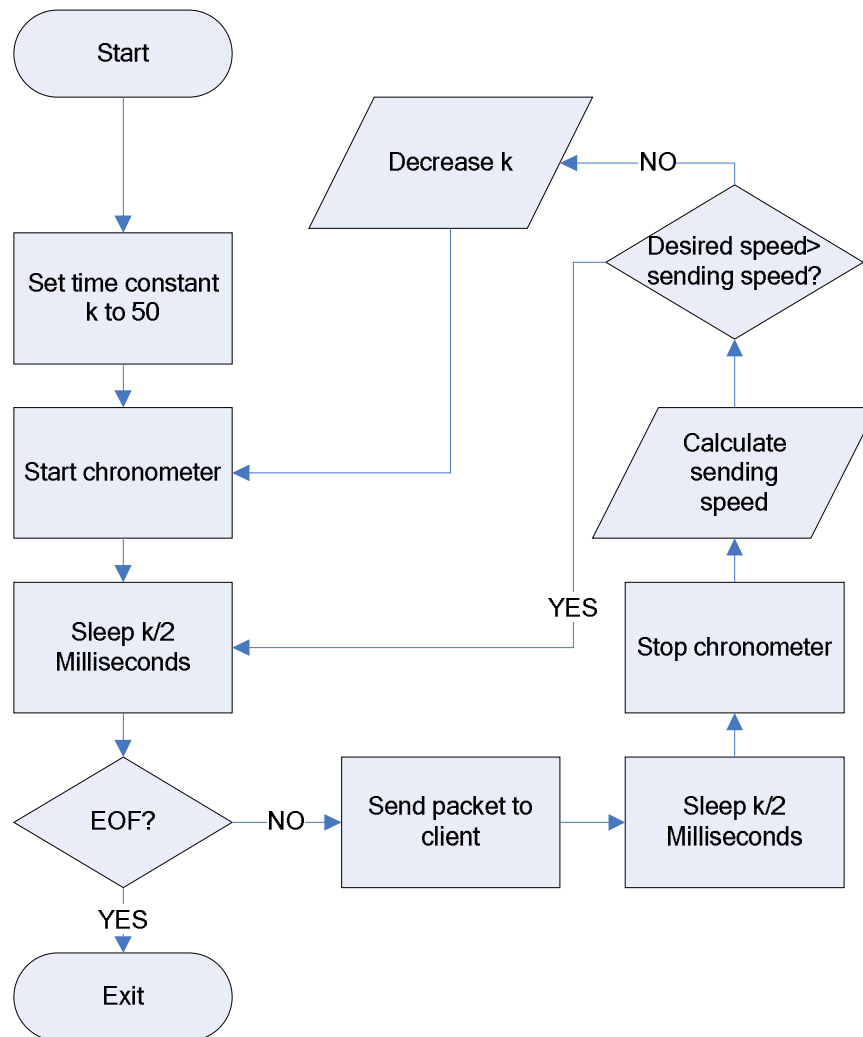 Start
Set time constant
k to 50
Start chronometer
Sleep k/2
Milliseconds
EOF?
YES
Exit
NO
Send packet to
client
Sleep k/2
Milliseconds
Stop chronometer
Calculate
sending
speed
Desired speed>
sending speed?
NO
Decrease k
YES